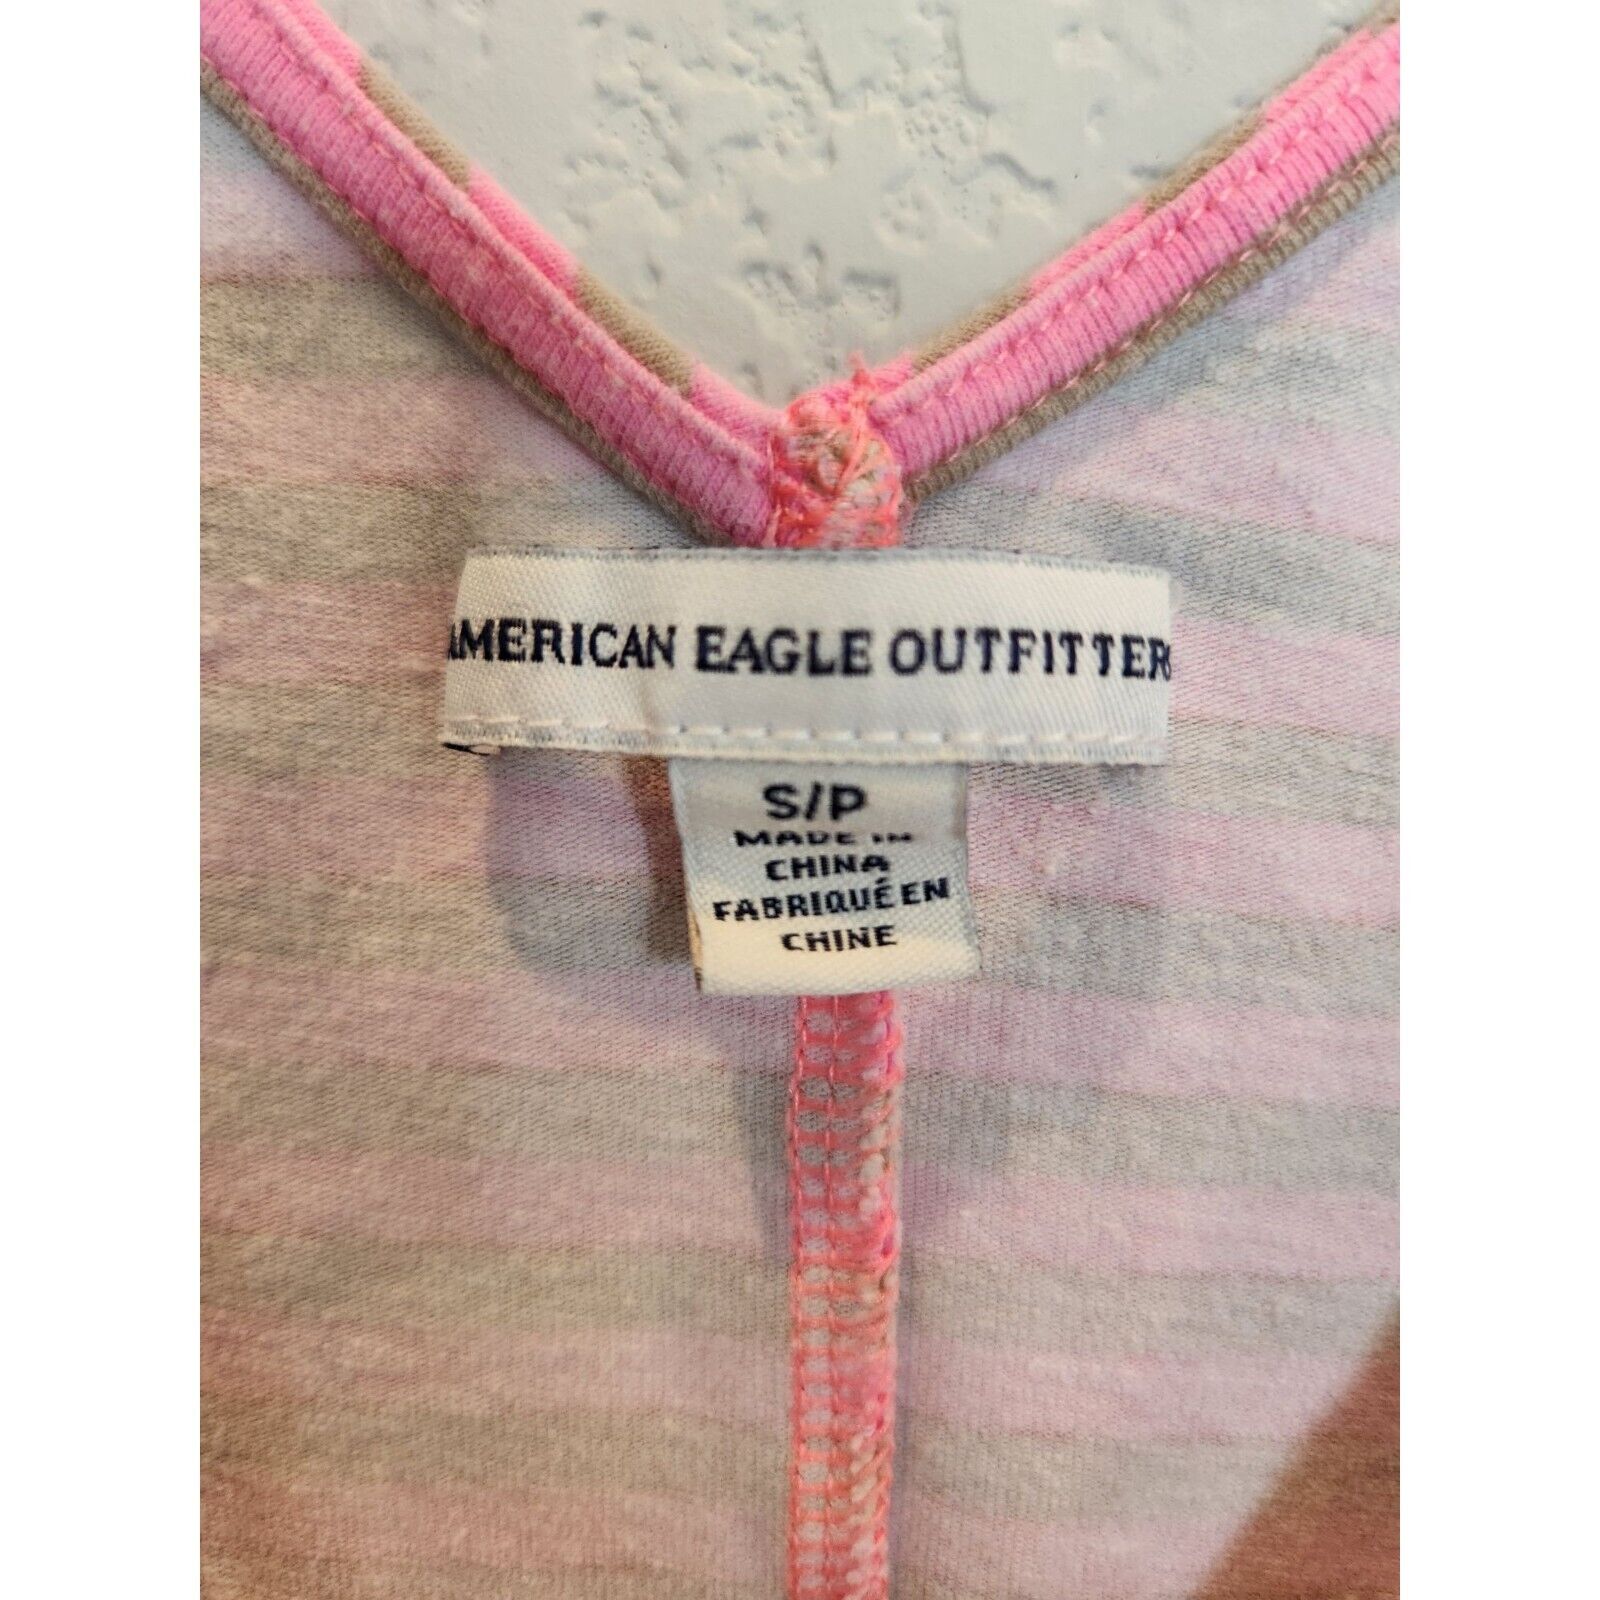 AMERICAN EAGLE OUTFITTERS
S/P
MADE IN
CHINA
FABRIQUÉ EN
CHINE